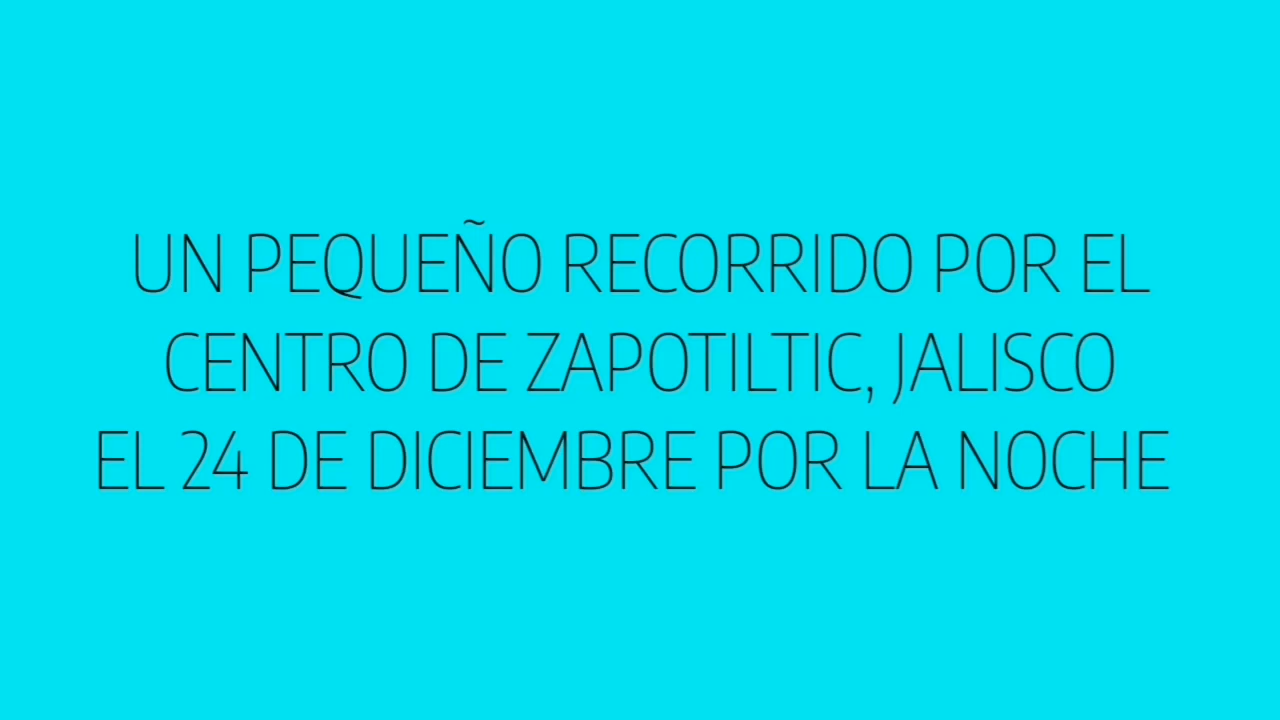 UN PEQUEÑO RECORRIDO POR EL
CENTRO DE ZAPOTILTIC, JALISCO
EL 24 DE DICIEMBRE POR LA NOCHE